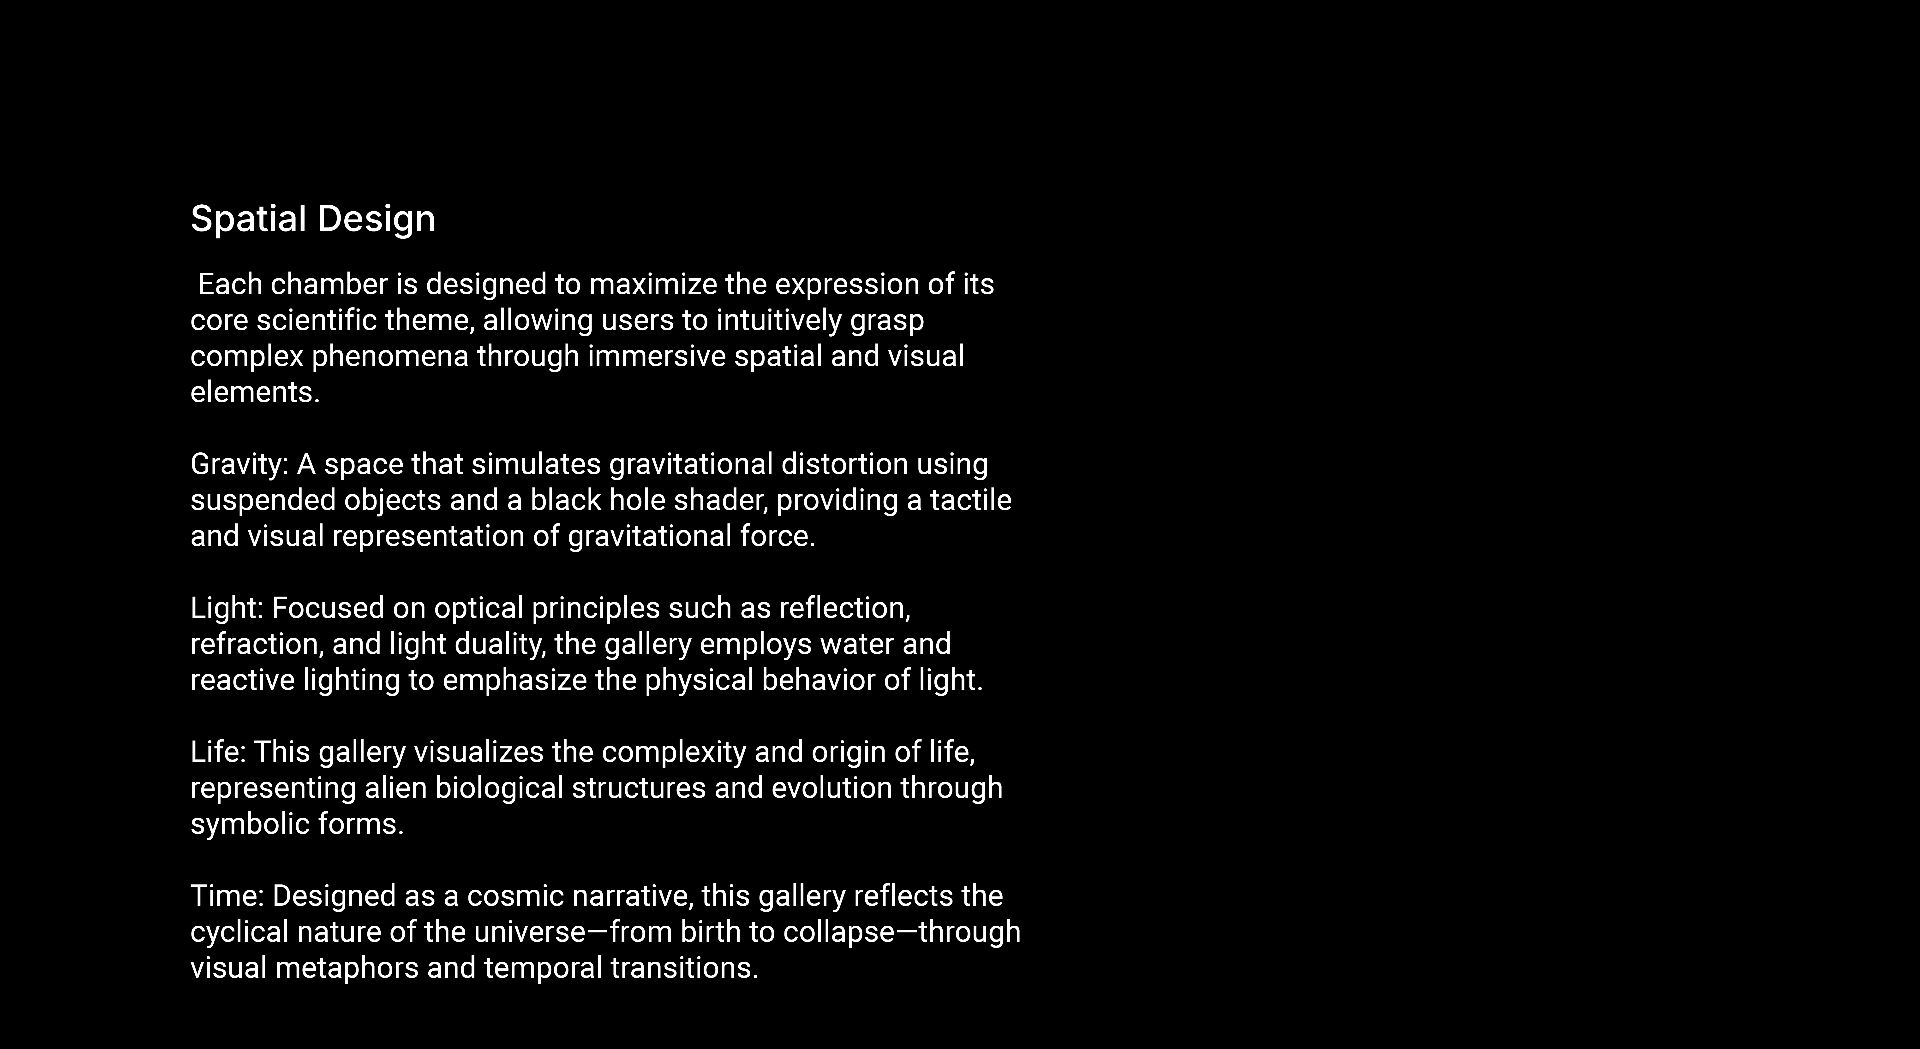 Spatial Design
Each chamber is designed to maximize the expression of its
core scientific theme, allowing users to intuitively grasp
complex phenomena through immersive spatial and visual
elements.
Gravity: A space that simulates gravitational distortion using
suspended objects and a black hole shader, providing a tactile
and visual representation of gravitational force.
Light: Focused on optical principles such as reflection,
refraction, and light duality, the gallery employs water and
reactive lighting to emphasize the physical behavior of light.
Life: This gallery visualizes the complexity and origin of life,
representing alien biological structures and evolution through
symbolic forms.
Time: Designed as a cosmic narrative, this gallery reflects the
cyclical nature of the universe—from birth to collapse—through
visual metaphors and temporal transitions.